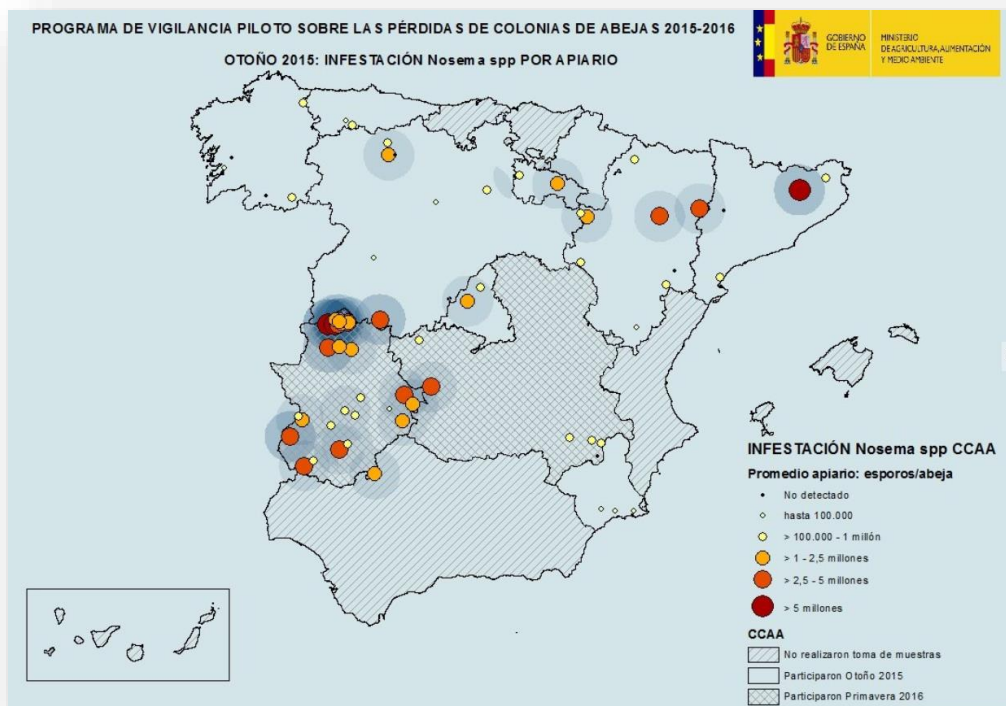 PROGRAMA DE VIGILANCIA PILOTO SOBRE LAS PÉRDIDAS DE COLONIAS DE ABEJAS 2015-2016
OTOÑO 2015: INFESTACIÓN Nosema spp POR APIARIO
GOBIERNO
DE ESPAÑA
MINISTERIO
DE AGRICULTURA, ALIMENTACIÓN
Y MEDIO AMBIENTE
INFESTACIÓN Nosema spp CCAA
Promedio apiario: esporos/abeja
No detectado
hasta 100.000
> 100.000 - 1 millón
> 1 - 2,5 millones
> 2,5 - 5 millones
> 5 millones
CCAA
No realizaron toma de muestras
Participaron Otoño 2015
Participaron Primavera 2016